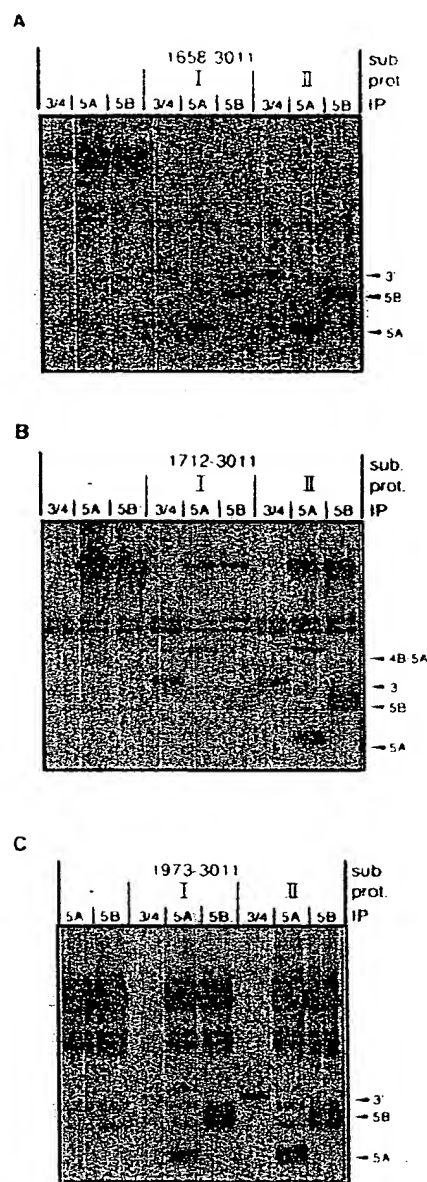 A
1658-3011 sub
I II prot.
3/4 5A 5B 3/4 5A 5B 3/4 5A 5B IP
3'
5B
5A
B
1712-3011 sub.
- I II prot.
3/4 5A 5B 3/4 5A 5B 3/4 5A 5B IP
4B-5A
3
5B
5A
C
1973-3011 sub
- I II prot.
5A 5B 3/4 5A 5B. 3/4 5A 5B IP
3'
5B
5A